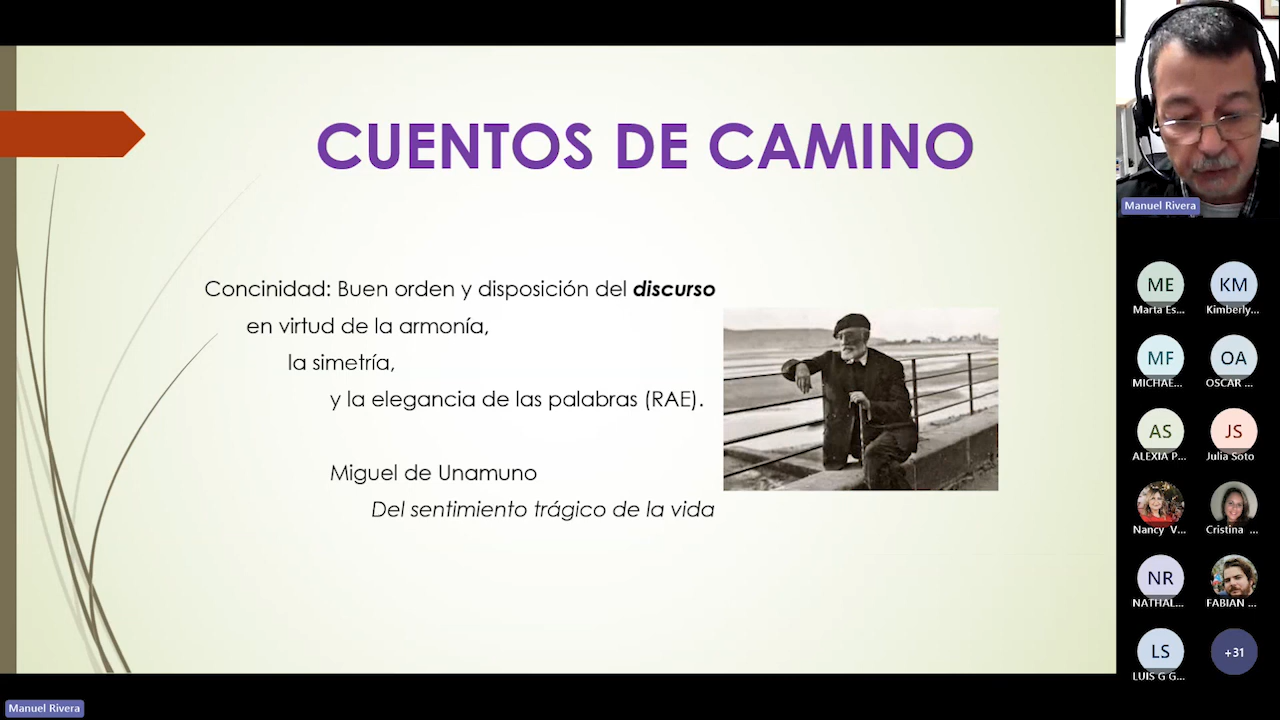 CUENTOS DE CAMINO
Concinidad: Buen orden y disposición del discurso
en virtud de la armonía,
la simetría,
y la elegancia de las palabras (RAE).
Miguel de Unamuno
Del sentimiento trágico de la vida
Manuel Rivera
ME
Marta Es...
KM
Kimberly...
MF
MICHAE...
OA
OSCAR ...
AS
ALEXIA P...
JS
Julia Soto
Nancy V...
Cristina ...
NR
NATHAL...
FABIAN ...
LS
LUIS G G...
+31
Manuel Rivera